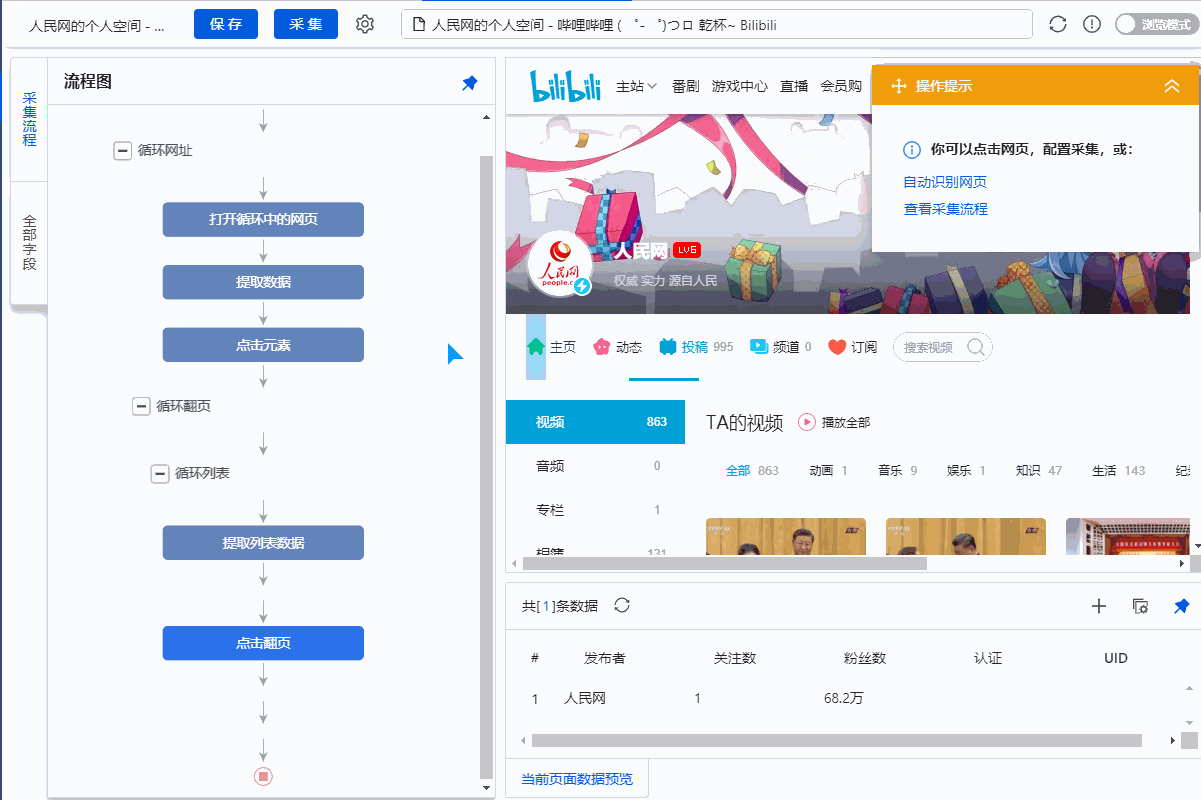 人民网的个人空间 - ...
保 存
采 集
人民网的个人空间 - 哔哩哔哩 ( ゜- ゜)つロ 乾杯~ Bilibili
浏览模式
采集流程
全部字段
流程图
循环网址
打开循环中的网页
提取数据
点击元素
循环翻页
循环列表
提取列表数据
点击翻页
bilibili
主站
番剧
游戏中心
直播
会员购
操作提示
你可以点击网页，配置采集，或：
自动识别网页
查看采集流程
人民网
people.c
人民网 LV6
权威 实力 源自人民
主页
动态
投稿 995
频道 0
订阅
搜索视频
视频 863
音频 0
专栏 1
相簿 131
TA的视频
播放全部
全部 863
动画 1
音乐 9
娱乐 1
知识 47
生活 143
共[ 1 ]条数据
# 发布者 关注数 粉丝数 认证 UID
1 人民网 1 68.2万
当前页面数据预览